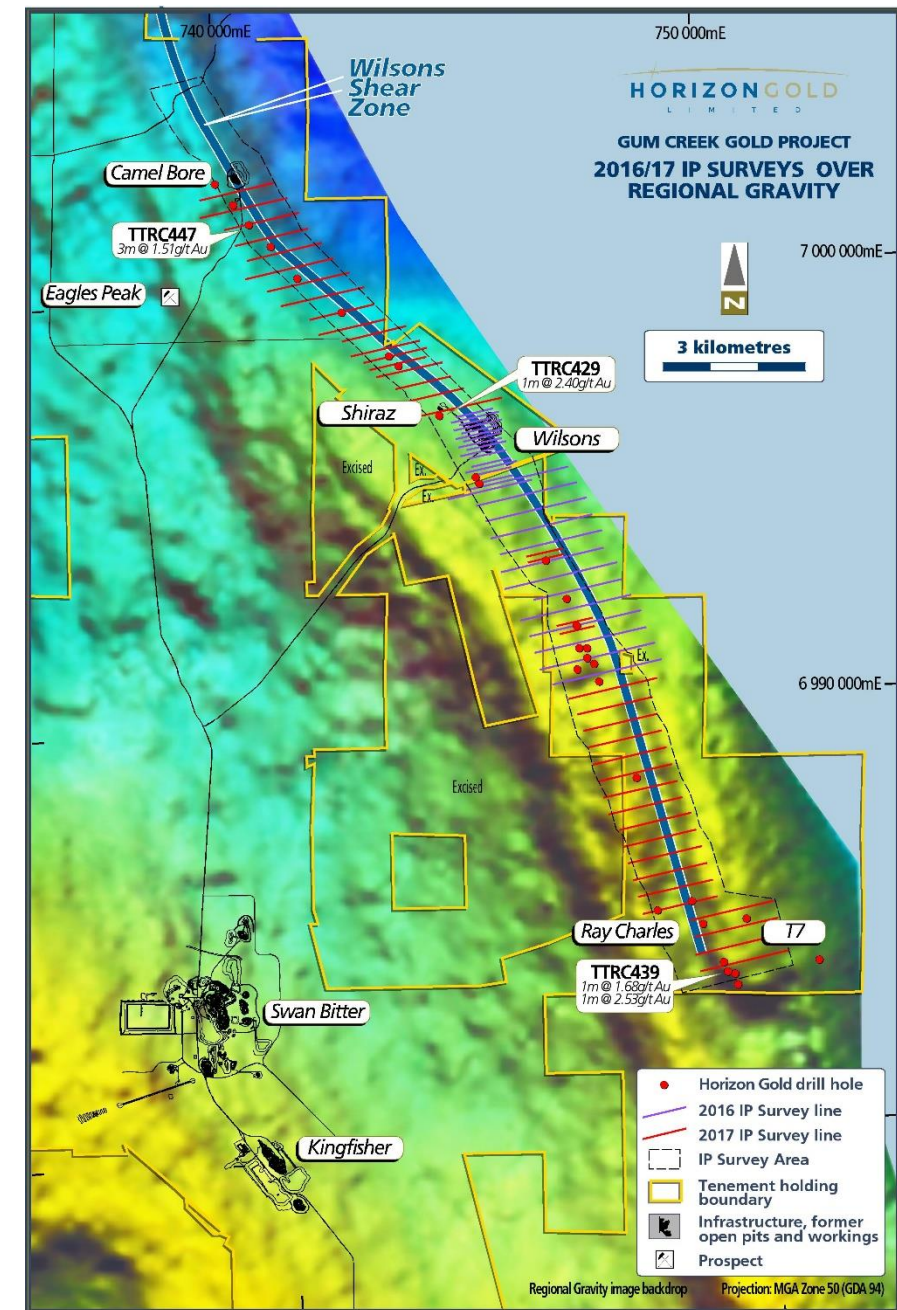 740 000mE
750 000mE
Wilsons
Shear
Zone
HORIZONGOLD
LIMITED
GUM CREEK GOLD PROJECT
2016/17 IP SURVEYS OVER
REGIONAL GRAVITY
Camel Bore
TTRC447
3m @ 1.51g/t Au
7 000 000mE
Eagles Peak
N
3 kilometres
TTRC429
1m @ 2.40g/t Au
Shiraz
Wilsons
Excised
Ex.
Ex.
Ex.
6 990 000mE
Excised
Ray Charles
T7
TTRC439
1m @ 1.68g/t Au
1m @ 2.53g/t Au
Swan Bitter
Kingfisher
Horizon Gold drill hole
2016 IP Survey line
2017 IP Survey line
IP Survey Area
Tenement holding
boundary
Infrastructure, former
open pits and workings
Prospect
Regional Gravity image backdrop
Projection: MGA Zone 50 (GDA 94)